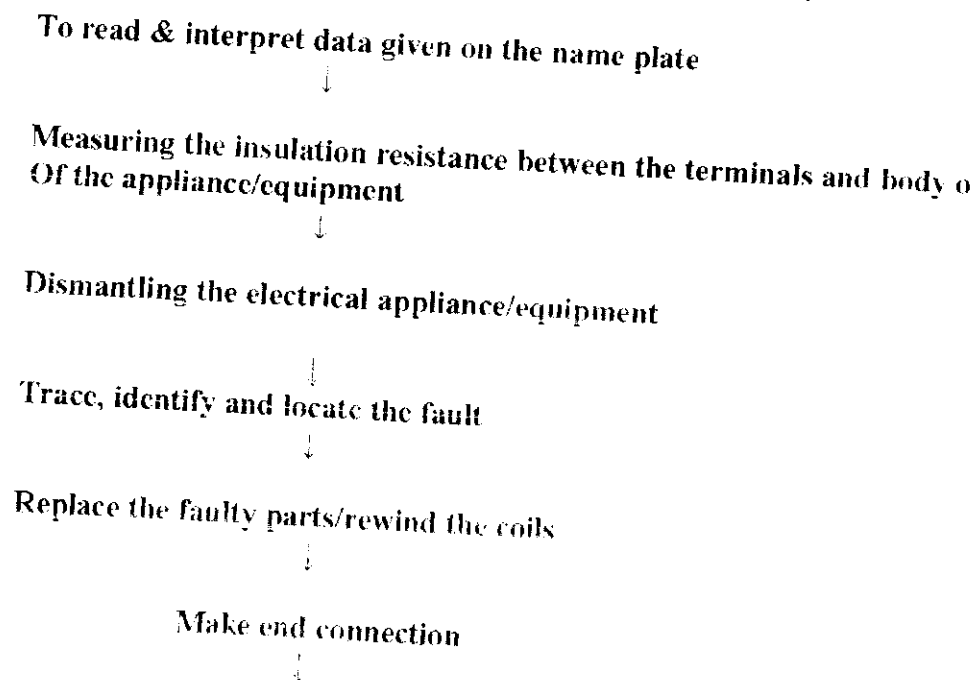 To read & interpret data given on the name plate
↓
Measuring the insulation resistance between the terminals and body o
Of the appliance/equipment
↓
Dismantling the electrical appliance/equipment
↓
Trace, identify and locate the fault
↓
Replace the faulty parts/rewind the coils
↓
Make end connection
↓